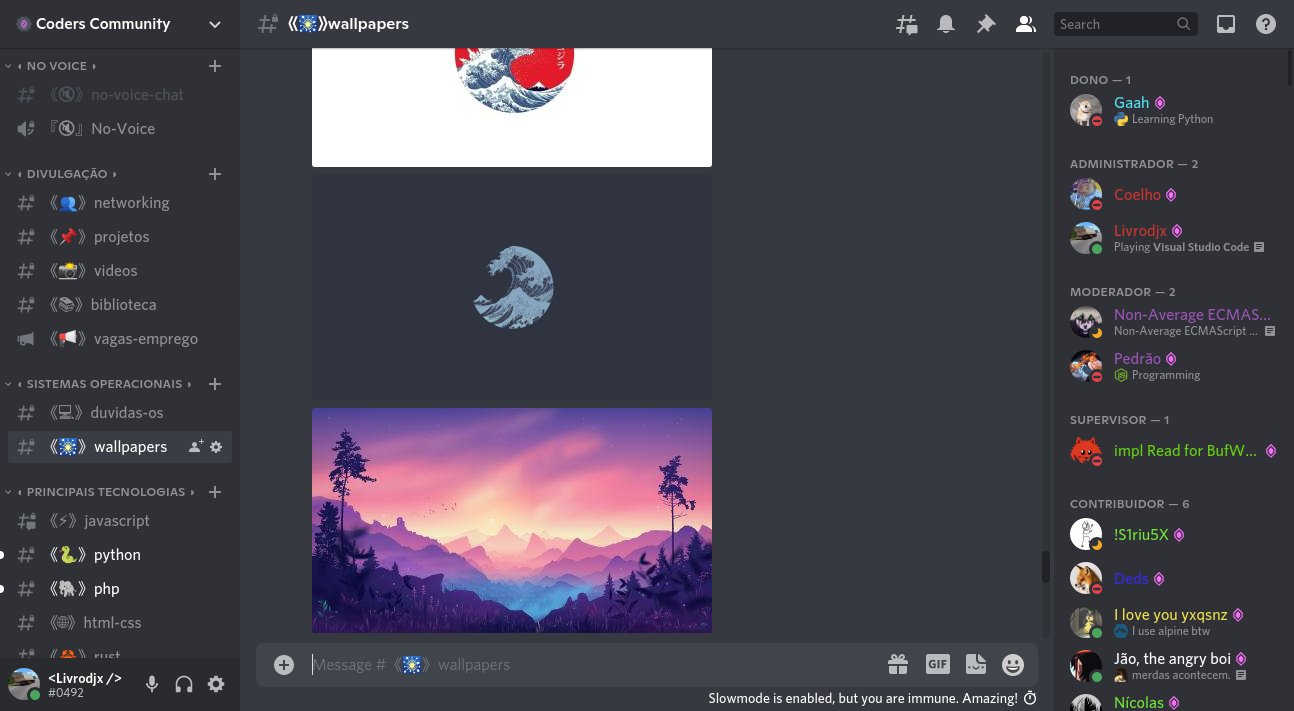 Coders Community
NO VOICE
《🔇》no-voice-chat
『🔇』No-Voice
DIVULGAÇÃO
《👥》networking
《📌》projetos
《📸》videos
《📚》biblioteca
《📢》vagas-emprego
SISTEMAS OPERACIONAIS
《💻》duvidas-os
《🎆》wallpapers
PRINCIPAIS TECNOLOGIAS
《⚡》javascript
《🐍》python
《🐘》php
《🌐》html-css
rust
<Livrodjx />
#0492
《🎆》wallpapers
Search
ゴジラ
Message #《🎆》wallpapers
GIF
Slowmode is enabled, but you are immune. Amazing!
DONO — 1
Gaah
Learning Python
ADMINISTRADOR — 2
Coelho
Livrodjx
Playing Visual Studio Code
MODERADOR — 2
Non-Average ECMAS...
Non-Average ECMAScript ...
Pedrão
Programming
SUPERVISOR — 1
impl Read for BufW...
CONTRIBUIDOR — 6
!S1riu5X
Deds
I love you yxqsnz
I use alpine btw
Jão, the angry boi
merdas acontecem.
Nícolas